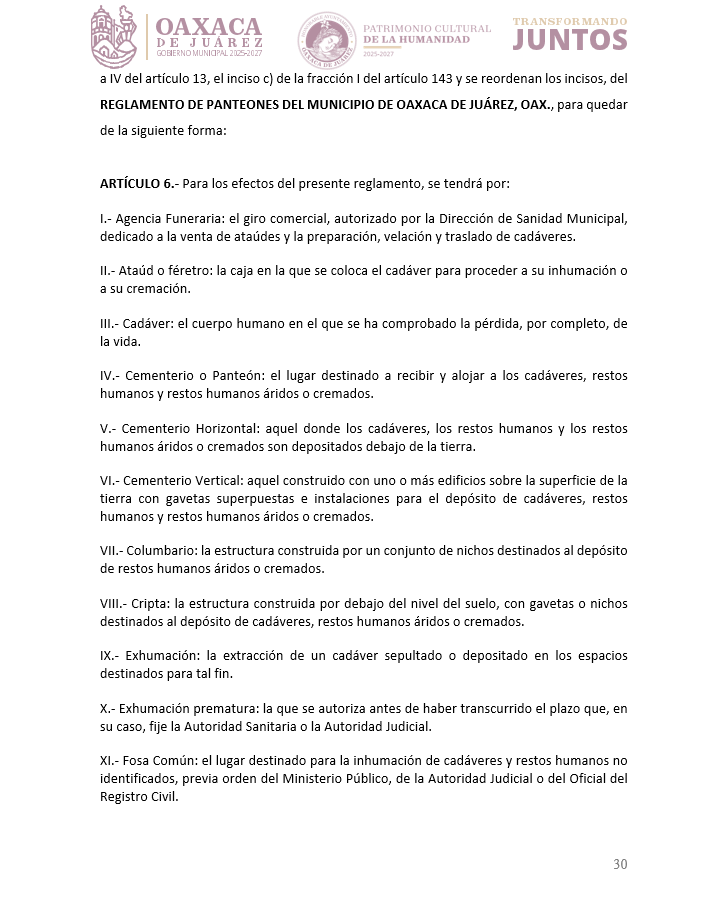 OAXACA
DE JUÁREZ
GOBIERNO MUNICIPAL 2025-2027
PATRIMONIO CULTURAL
DE LA HUMANIDAD
2025-2027
TRANSFORMANDO
JUNTOS
a IV del artículo 13, el inciso c) de la fracción I del artículo 143 y se reordenan los incisos, del
REGLAMENTO DE PANTEONES DEL MUNICIPIO DE OAXACA DE JUÁREZ, OAX., para quedar
de la siguiente forma:
ARTÍCULO 6.- Para los efectos del presente reglamento, se tendrá por:
I.- Agencia Funeraria: el giro comercial, autorizado por la Dirección de Sanidad Municipal,
dedicado a la venta de ataúdes y la preparación, velación y traslado de cadáveres.
II.- Ataúd o féretro: la caja en la que se coloca el cadáver para proceder a su inhumación o
a su cremación.
III.- Cadáver: el cuerpo humano en el que se ha comprobado la pérdida, por completo, de
la vida.
IV.- Cementerio o Panteón: el lugar destinado a recibir y alojar a los cadáveres, restos
humanos y restos humanos áridos o cremados.
V.- Cementerio Horizontal: aquel donde los cadáveres, los restos humanos y los restos
humanos áridos o cremados son depositados debajo de la tierra.
VI.- Cementerio Vertical: aquel construido con uno o más edificios sobre la superficie de la
tierra con gavetas superpuestas e instalaciones para el depósito de cadáveres, restos
humanos y restos humanos áridos o cremados.
VII.- Columbario: la estructura construida por un conjunto de nichos destinados al depósito
de restos humanos áridos o cremados.
VIII.- Cripta: la estructura construida por debajo del nivel del suelo, con gavetas o nichos
destinados al depósito de cadáveres, restos humanos áridos o cremados.
IX.- Exhumación: la extracción de un cadáver sepultado o depositado en los espacios
destinados para tal fin.
X.- Exhumación prematura: la que se autoriza antes de haber transcurrido el plazo que, en
su caso, fije la Autoridad Sanitaria o la Autoridad Judicial.
XI.- Fosa Común: el lugar destinado para la inhumación de cadáveres y restos humanos no
identificados, previa orden del Ministerio Público, de la Autoridad Judicial o del Oficial del
Registro Civil.
30